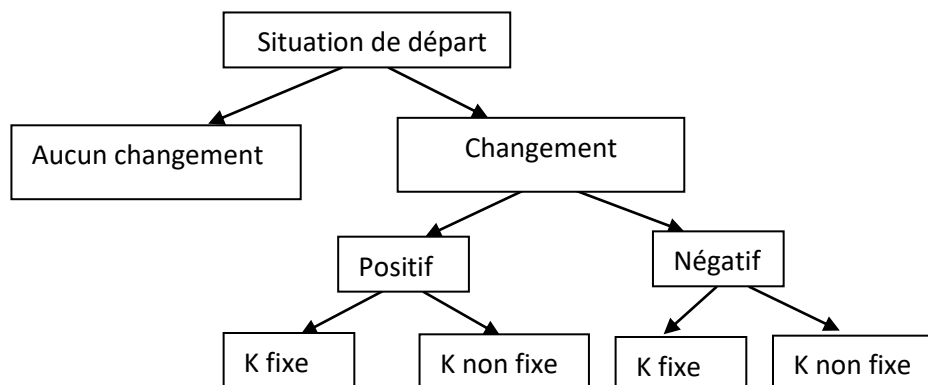 Situation de départ
Aucun changement
Changement
Positif
Négatif
K fixe
K non fixe
K fixe
K non fixe